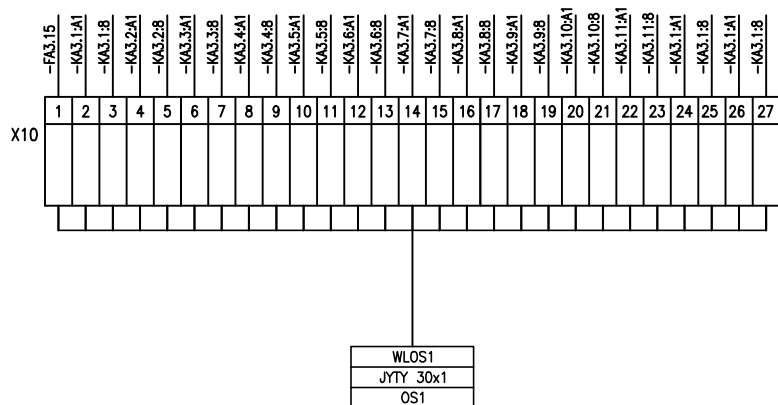 -FA3.15
-KA3.1:A1
-KA3.1:8
-KA3.2:A1
-KA3.2:8
-KA3.3:A1
-KA3.3:8
-KA3.4:A1
-KA3.4:8
-KA3.5:A1
-KA3.5:8
-KA3.6:A1
-KA3.6:8
-KA3.7:A1
-KA3.7:8
-KA3.8:A1
-KA3.8:8
-KA3.9:A1
-KA3.9:8
-KA3.10:A1
-KA3.10:8
-KA3.11:A1
-KA3.11:8
-KA3.1:A1
-KA3.1:8
-KA3.1:A1
-KA3.1:8
1 2 3 4 5 6 7 8 9 10 11 12 13 14 15 16 17 18 19 20 21 22 23 24 25 26 27
X10
WLOS1
JYTY 30x1
OS1